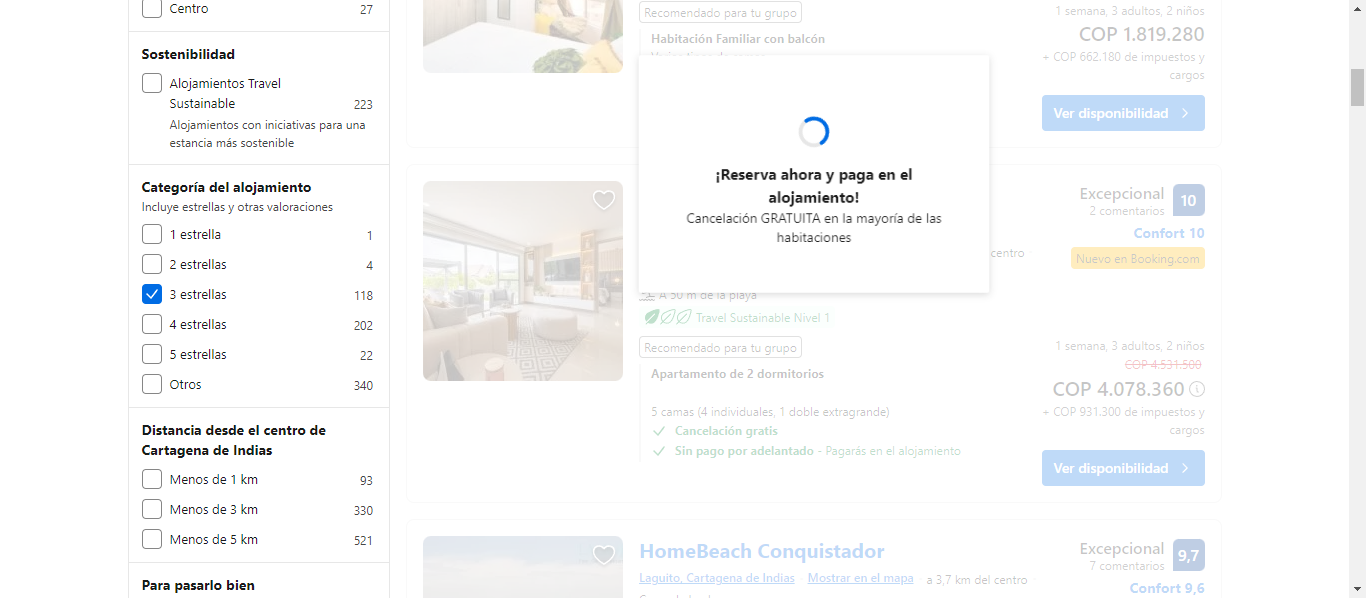 Centro 27
Sostenibilidad
Alojamientos Travel
Sustainable 223
Alojamientos con iniciativas para una
estancia más sostenible
Categoría del alojamiento
Incluye estrellas y otras valoraciones
1 estrella 1
2 estrellas 4
3 estrellas 118
4 estrellas 202
5 estrellas 22
Otros 340
Distancia desde el centro de
Cartagena de Indias
Menos de 1 km 93
Menos de 3 km 330
Menos de 5 km 521
Para pasarlo bien
Recomendado para tu grupo
Habitación Familiar con balcón
1 semana, 3 adultos, 2 niños
COP 1.819.280
+ COP 662.180 de impuestos y
cargos
Ver disponibilidad
¡Reserva ahora y paga en el
alojamiento!
Cancelación GRATUITA en la mayoría de las
habitaciones
Excepcional 10
2 comentarios
Confort 10
centro
Nuevo en Booking.com
A 50 m de la playa
Travel Sustainable Nivel 1
Recomendado para tu grupo
Apartamento de 2 dormitorios
5 camas (4 individuales, 1 doble extragrande)
Cancelación gratis
Sin pago por adelantado - Pagarás en el alojamiento
1 semana, 3 adultos, 2 niños
COP 4.531.500
COP 4.078.360
+ COP 931.300 de impuestos y
cargos
Ver disponibilidad
HomeBeach Conquistador
Laguito, Cartagena de Indias Mostrar en el mapa a 3,7 km del centro
Excepcional 9,7
7 comentarios
Confort 9,6